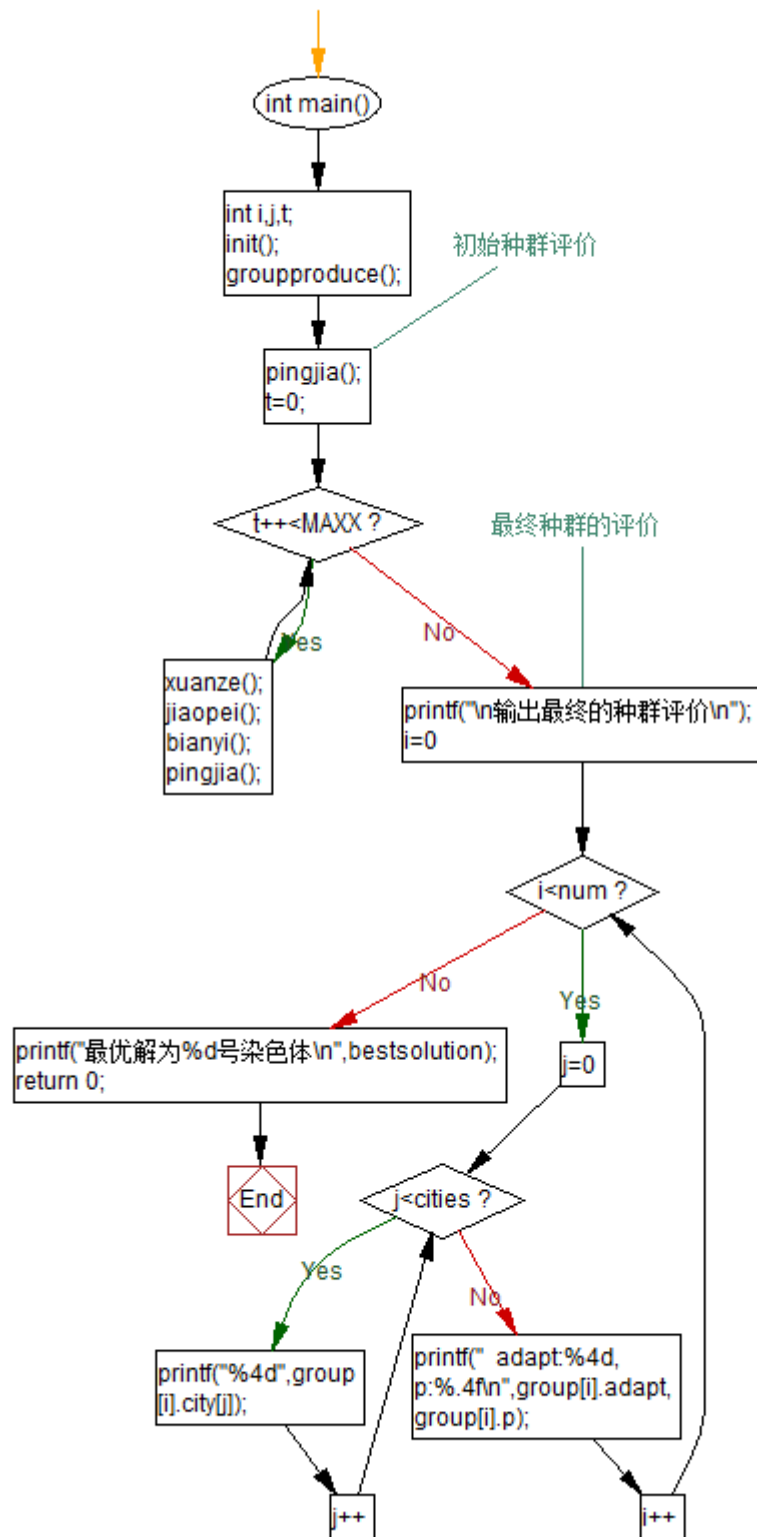 int main()
int i,j,t;
init();
groupproduce();
初始种群评价
pingjia();
t=0;
t++<MAXX ?
最终种群的评价
Yes
No
xuanze();
jiaopei();
bianyi();
pingjia();
printf("\n输出最终的种群评价\n");
i=0
i<num ?
No
Yes
printf("最优解为%d号染色体\n",bestsolution);
return 0;
j=0
End
j<cities ?
Yes
No
printf("%4d",group
[i].city[j]);
printf("  adapt:%4d,
p:%.4f\n",group[i].adapt,
group[i].p);
j++
i++